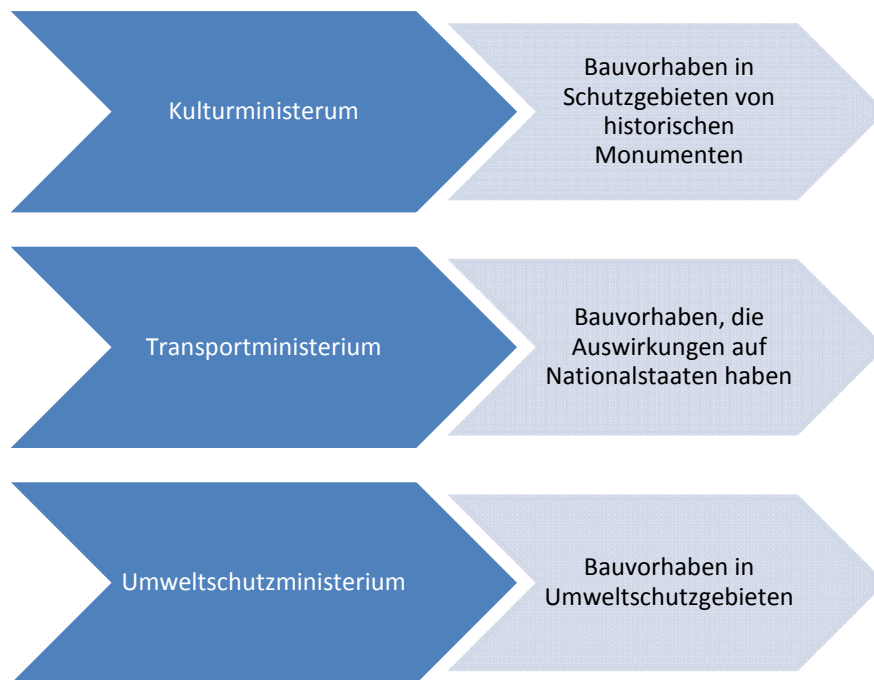 Kulturministerum
Bauvorhaben in
Schutzgebieten von
historischen
Monumenten
Transportministerium
Bauvorhaben, die
Auswirkungen auf
Nationalstaaten haben
Umweltschutzministerium
Bauvorhaben in
Umweltschutzgebieten